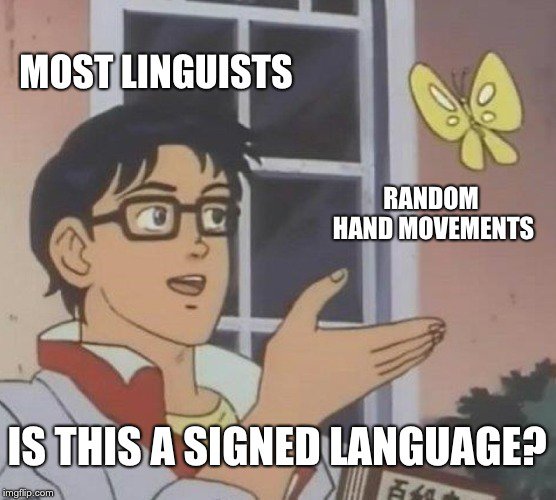 MOST LINGUISTS
RANDOM
HAND MOVEMENTS
IS THIS A SIGNED LANGUAGE?
imgflip.com